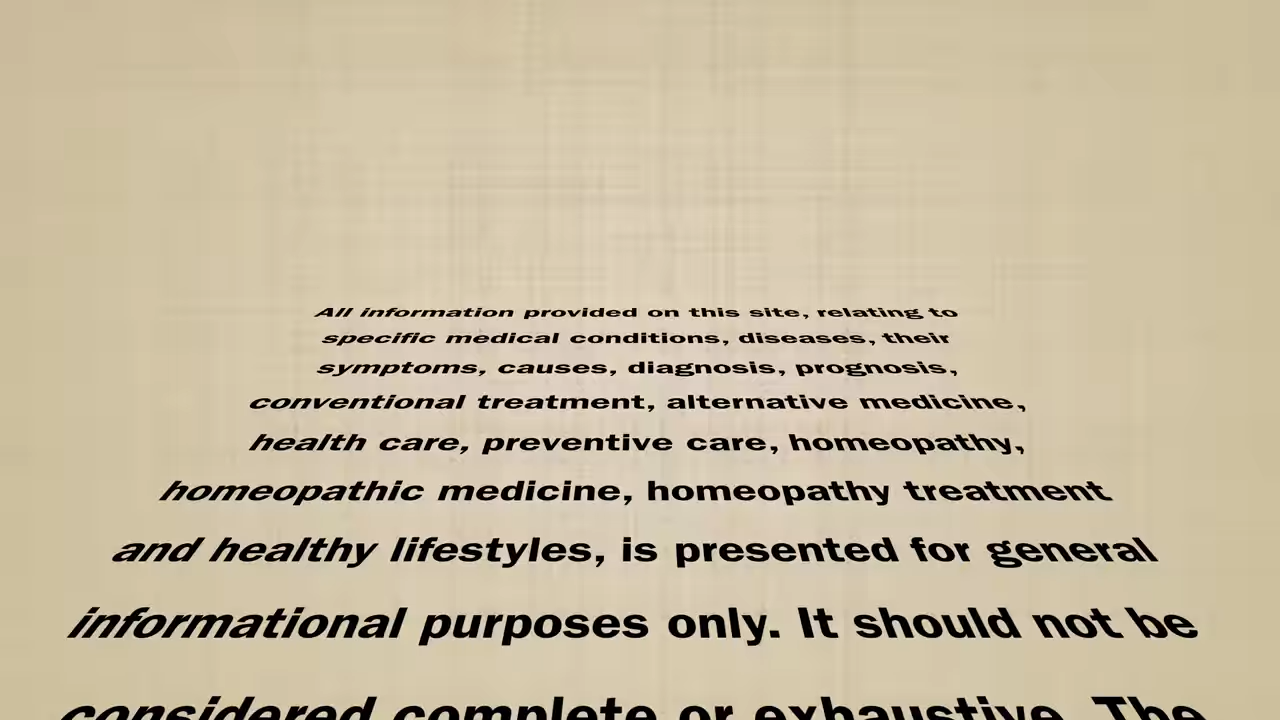 All information provided on this site, relating to
specific medical conditions, diseases, their
symptoms, causes, diagnosis, prognosis,
conventional treatment, alternative medicine,
health care, preventive care, homeopathy,
homeopathic medicine, homeopathy treatment
and healthy lifestyles, is presented for general
informational purposes only. It should not be
considered complete or exhaustive. The